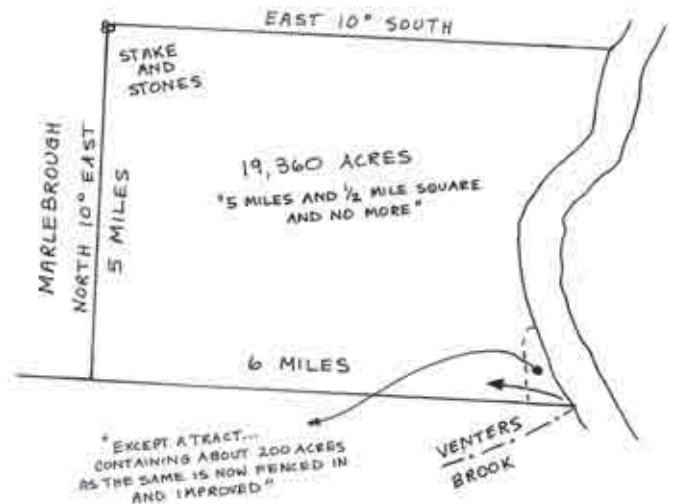 EAST 10° SOUTH
STAKE
AND
STONES
MARLEBROUGH
NORTH 10° EAST
5 MILES
19,360 ACRES
"5 MILES AND 1/2 MILE SQUARE
AND NO MORE"
6 MILES
"EXCEPT A TRACT...
CONTAINING ABOUT 200 ACRES
AS THE SAME IS NOW FENCED IN
AND IMPROVED"
VENTERS
BROOK